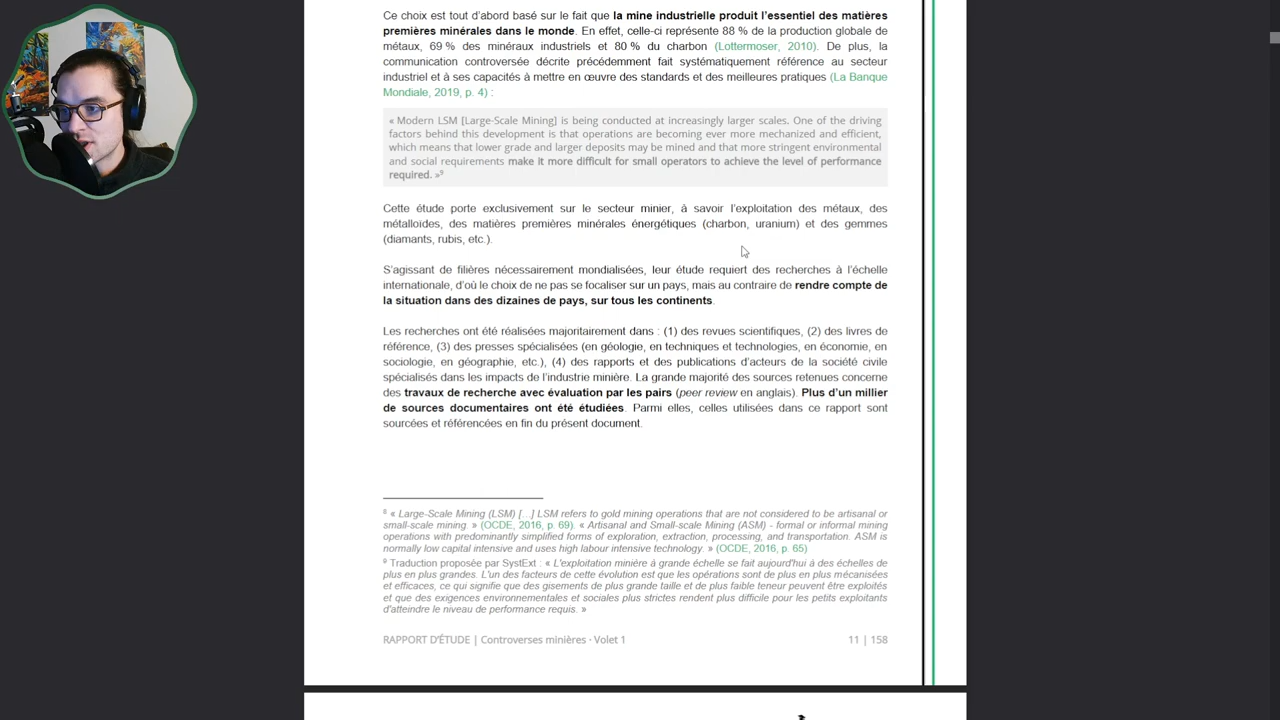 Ce choix est tout d'abord basé sur le fait que la mine industrielle produit l'essentiel des matières
premières minérales dans le monde. En effet, celle-ci représente 88 % de la production globale de
métaux, 69 % des minéraux industriels et 80 % du charbon (Lottermoser, 2010). De plus, la
communication controversée décrite précédemment fait systématiquement référence au secteur
industriel et à ses capacités à mettre en œuvre des standards et des meilleures pratiques (La Banque
Mondiale, 2019, p. 4) :
« Modern LSM [Large-Scale Mining] is being conducted at increasingly larger scales. One of the driving
factors behind this development is that operations are becoming ever more mechanized and efficient,
which means that lower grade and larger deposits may be mined and that more stringent environmental
and social requirements make it more difficult for small operators to achieve the level of performance
required. »⁹
Cette étude porte exclusivement sur le secteur minier, à savoir l'exploitation des métaux, des
métalloïdes, des matières premières minérales énergétiques (charbon, uranium) et des gemmes
(diamants, rubis, etc.).
S'agissant de filières nécessairement mondialisées, leur étude requiert des recherches à l'échelle
internationale, d'où le choix de ne pas se focaliser sur un pays, mais au contraire de rendre compte de
la situation dans des dizaines de pays, sur tous les continents.
Les recherches ont été réalisées majoritairement dans : (1) des revues scientifiques, (2) des livres de
référence, (3) des presses spécialisées (en géologie, en techniques et technologies, en économie, en
sociologie, en géographie, etc.), (4) des rapports et des publications d'acteurs de la société civile
spécialisés dans les impacts de l'industrie minière. La grande majorité des sources retenues concerne
des travaux de recherche avec évaluation par les pairs (peer review en anglais). Plus d'un millier
de sources documentaires ont été étudiées. Parmi elles, celles utilisées dans ce rapport sont
sourcées et référencées en fin du présent document.
⁸ « Large-Scale Mining (LSM) [...] LSM refers to gold mining operations that are not considered to be artisanal or
small-scale mining. » (OCDE, 2016, p. 69). « Artisanal and Small-scale Mining (ASM) - formal or informal mining
operations with predominantly simplified forms of exploration, extraction, processing, and transportation. ASM is
normally low capital intensive and uses high labour intensive technology. » (OCDE, 2016, p. 65)
⁹ Traduction proposée par SystExt : « L'exploitation minière à grande échelle se fait aujourd'hui à des échelles de
plus en plus grandes. L'un des facteurs de cette évolution est que les opérations sont de plus en plus mécanisées
et efficaces, ce qui signifie que des gisements de plus grande taille et de plus faible teneur peuvent être exploités
et que des exigences environnementales et sociales plus strictes rendent plus difficile pour les petits exploitants
d'atteindre le niveau de performance requis. »
RAPPORT D'ÉTUDE | Controverses minières - Volet 1
11 | 158